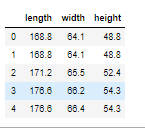 length width height
0 168.8 64.1 48.8
1 168.8 64.1 48.8
2 171.2 65.5 52.4
3 176.6 66.2 54.3
4 176.6 66.4 54.3